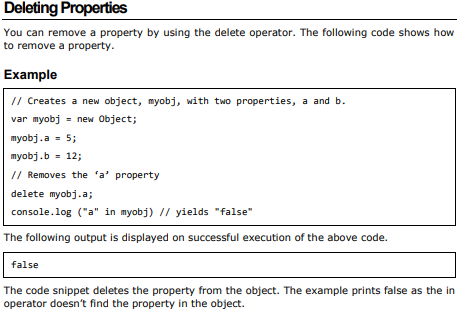 Deleting Properties
You can remove a property by using the delete operator. The following code shows how
to remove a property.
Example
// Creates a new object, myobj, with two properties, a and b.
var myobj = new Object;
myobj.a = 5;
myobj.b = 12;
// Removes the ‘a’ property
delete myobj.a;
console.log ("a" in myobj) // yields "false"
The following output is displayed on successful execution of the above code.
false
The code snippet deletes the property from the object. The example prints false as the in
operator doesn’t find the property in the object.